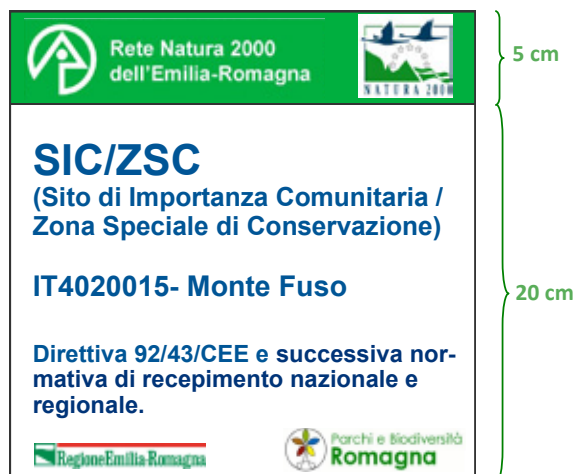 Rete Natura 2000
dell'Emilia-Romagna
NATURA 2000
5 cm
SIC/ZSC
(Sito di Importanza Comunitaria /
Zona Speciale di Conservazione)
IT4020015- Monte Fuso
20 cm
Direttiva 92/43/CEE e successiva nor-
mativa di recepimento nazionale e
regionale.
RegioneEmilia-Romagna
Parchi e Biodiversità
Romagna